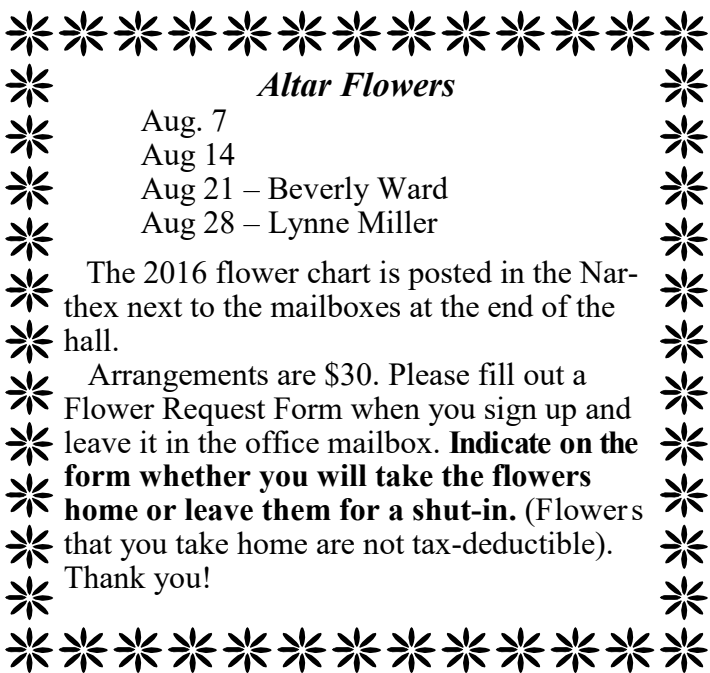 Altar Flowers
Aug. 7
Aug 14
Aug 21 – Beverly Ward
Aug 28 – Lynne Miller
The 2016 flower chart is posted in the Nar-
thex next to the mailboxes at the end of the
hall.
Arrangements are $30. Please fill out a
Flower Request Form when you sign up and
leave it in the office mailbox. Indicate on the
form whether you will take the flowers
home or leave them for a shut-in. (Flowers
that you take home are not tax-deductible).
Thank you!